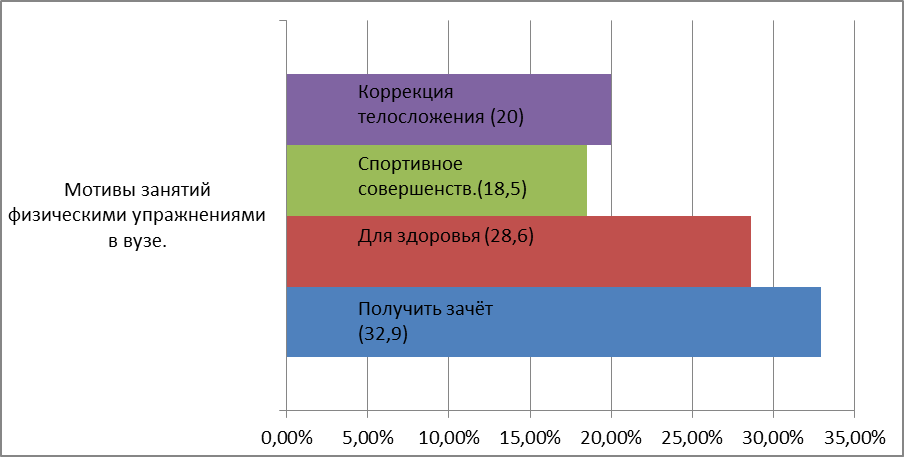 Коррекция
телосложения (20)
Спортивное
совершенств.(18,5)
Мотивы занятий
физическими упражнениями
в вузе.
Для здоровья (28,6)
Получить зачёт
(32,9)
0,00% 5,00% 10,00% 15,00% 20,00% 25,00% 30,00% 35,00%